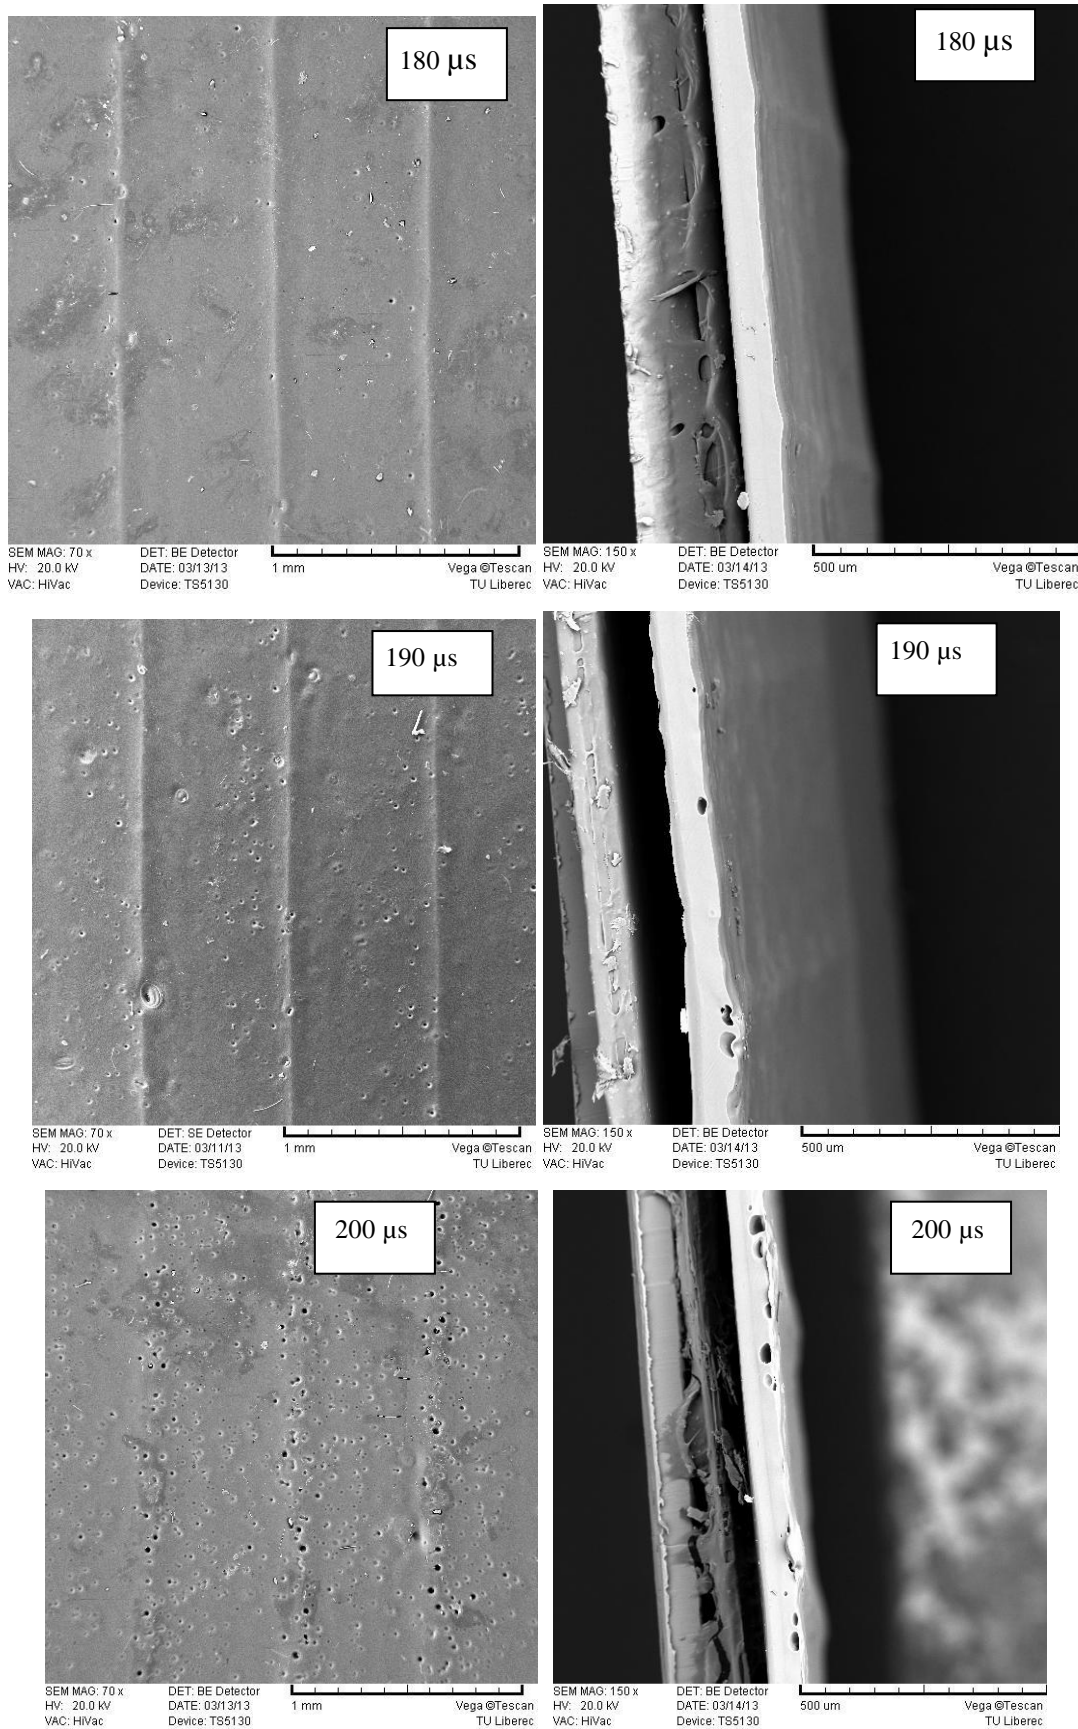 180 µs
SEM MAG: 70 x DET: BE Detector
HV: 20.0 kV DATE: 03/13/13 1 mm Vega ©Tescan
VAC: HiVac Device: TS5130 TU Liberec
180 µs
SEM MAG: 150 x DET: BE Detector
HV: 20.0 kV DATE: 03/14/13 500 um Vega ©Tescan
VAC: HiVac Device: TS5130 TU Liberec
190 µs
SEM MAG: 70 x DET: SE Detector
HV: 20.0 kV DATE: 03/11/13 1 mm Vega ©Tescan
VAC: HiVac Device: TS5130 TU Liberec
190 µs
SEM MAG: 150 x DET: BE Detector
HV: 20.0 kV DATE: 03/14/13 500 um Vega ©Tescan
VAC: HiVac Device: TS5130 TU Liberec
200 µs
SEM MAG: 70 x DET: BE Detector
HV: 20.0 kV DATE: 03/13/13 1 mm Vega ©Tescan
VAC: HiVac Device: TS5130 TU Liberec
200 µs
SEM MAG: 150 x DET: BE Detector
HV: 20.0 kV DATE: 03/14/13 500 um Vega ©Tescan
VAC: HiVac Device: TS5130 TU Liberec